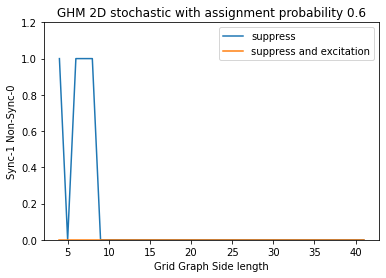 GHM 2D stochastic with assignment probability 0.6
suppress
suppress and excitation
Sync-1 Non-Sync-0
1.2
1.0
0.8
0.6
0.4
0.2
0.0
5 10 15 20 25 30 35 40
Grid Graph Side length